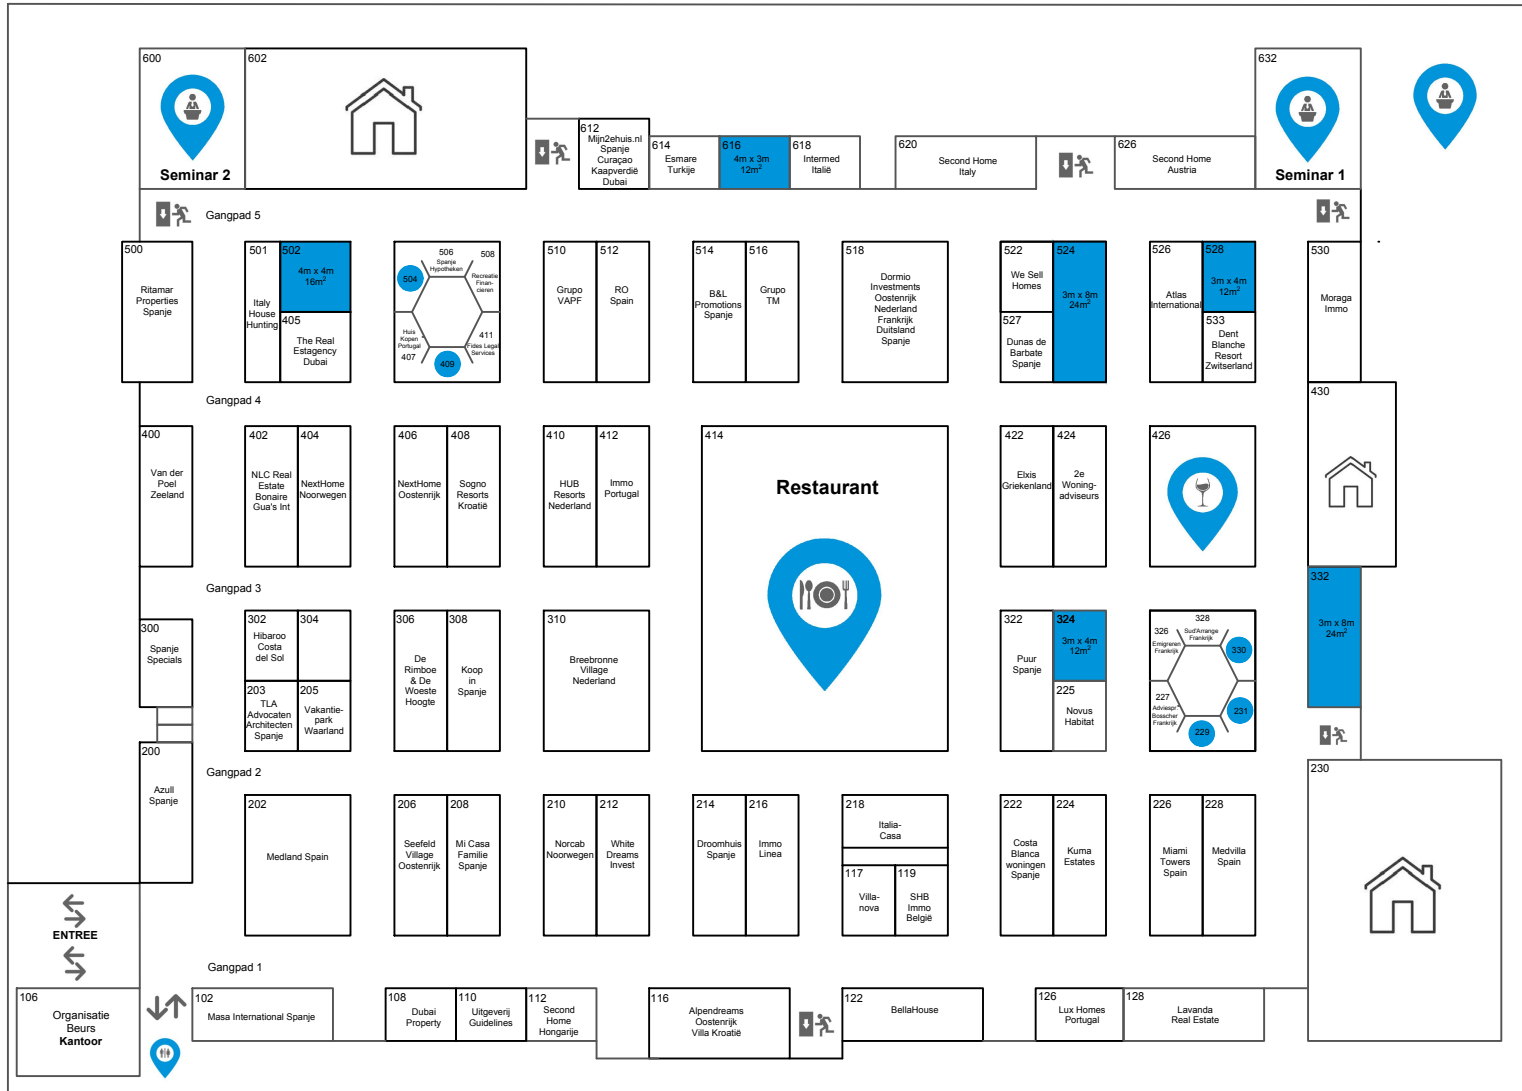 600
Seminar 2
602
612
Mijn2ehuis.nl
Spanje
Curaçao
Kaapverdië
Dubai
614
Esmare
Turkije
616
4m x 3m
12m²
618
Intermed
Italië
620
Second Home
Italy
626
Second Home
Austria
632
Seminar 1
Gangpad 5
500
Ritamar
Properties
Spanje
501
Italy
House
Hunting
502
4m x 4m
16m²
405
The Real
Estagency
Dubai
504
506
Spanje
Hypotheken
508
Recreatie
Finan-
cieren
Huis
Kopen
Portugal
407
409
411
Fides Legal
Services
510
Grupo
VAPF
512
RO
Spain
514
B&L
Promotions
Spanje
516
Grupo
TM
518
Dormio
Investments
Oostenrijk
Nederland
Frankrijk
Duitsland
Spanje
522
We Sell
Homes
527
Dunas de
Barbate
Spanje
524
3m x 8m
24m²
526
Atlas
International
528
3m x 4m
12m²
533
Dent
Blanche
Resort
Zwitserland
530
Moraga
Immo
Gangpad 4
400
Van der
Poel
Zeeland
402
NLC Real
Estate
Bonaire
Gua's Int
404
NextHome
Noorwegen
406
NextHome
Oostenrijk
408
Sogno
Resorts
Kroatië
410
HUB
Resorts
Nederland
412
Immo
Portugal
414
Restaurant
422
Elxis
Griekenland
424
2e
Woning-
adviseurs
426
430
Gangpad 3
300
Spanje
Specials
302
Hibaroo
Costa
del Sol
304
203
TLA
Advocaten
Architecten
Spanje
205
Vakantie-
park
Waarland
306
De
Rimboe
& De
Woeste
Hoogte
308
Koop
in
Spanje
310
Breebronne
Village
Nederland
322
Puur
Spanje
324
3m x 4m
12m²
225
Novus
Habitat
326
Emigreren
Frankrijk
328
Sud'Arrange
Frankrijk
330
227
Adviespr.
Bosscher
Frankrijk
229
231
332
3m x 8m
24m²
Gangpad 2
200
Azull
Spanje
202
Medland Spain
206
Seefeld
Village
Oostenrijk
208
Mi Casa
Familie
Spanje
210
Norcab
Noorwegen
212
White
Dreams
Invest
214
Droomhuis
Spanje
216
Immo
Linea
218
Italia-
Casa
117
Villa-
nova
119
SHB
Immo
België
222
Costa
Blanca
woningen
Spanje
224
Kuma
Estates
226
Miami
Towers
Spain
228
Medvilla
Spain
230
ENTREE
Gangpad 1
106
Organisatie
Beurs
Kantoor
102
Masa International Spanje
108
Dubai
Property
110
Uitgeverij
Guidelines
112
Second
Home
Hongarije
116
Alpendreams
Oostenrijk
Villa Kroatië
122
BellaHouse
126
Lux Homes
Portugal
128
Lavanda
Real Estate